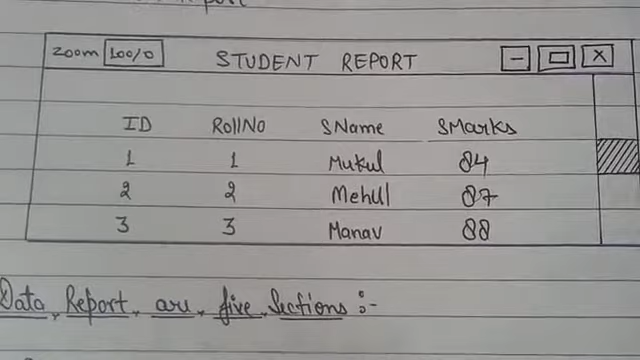 Report
Zoom 100% STUDENT REPORT - X
ID RollNo SName SMarks
1 1 Mukul 84
2 2 Mehul 87
3 3 Manav 88
Data Report are five Sections :-